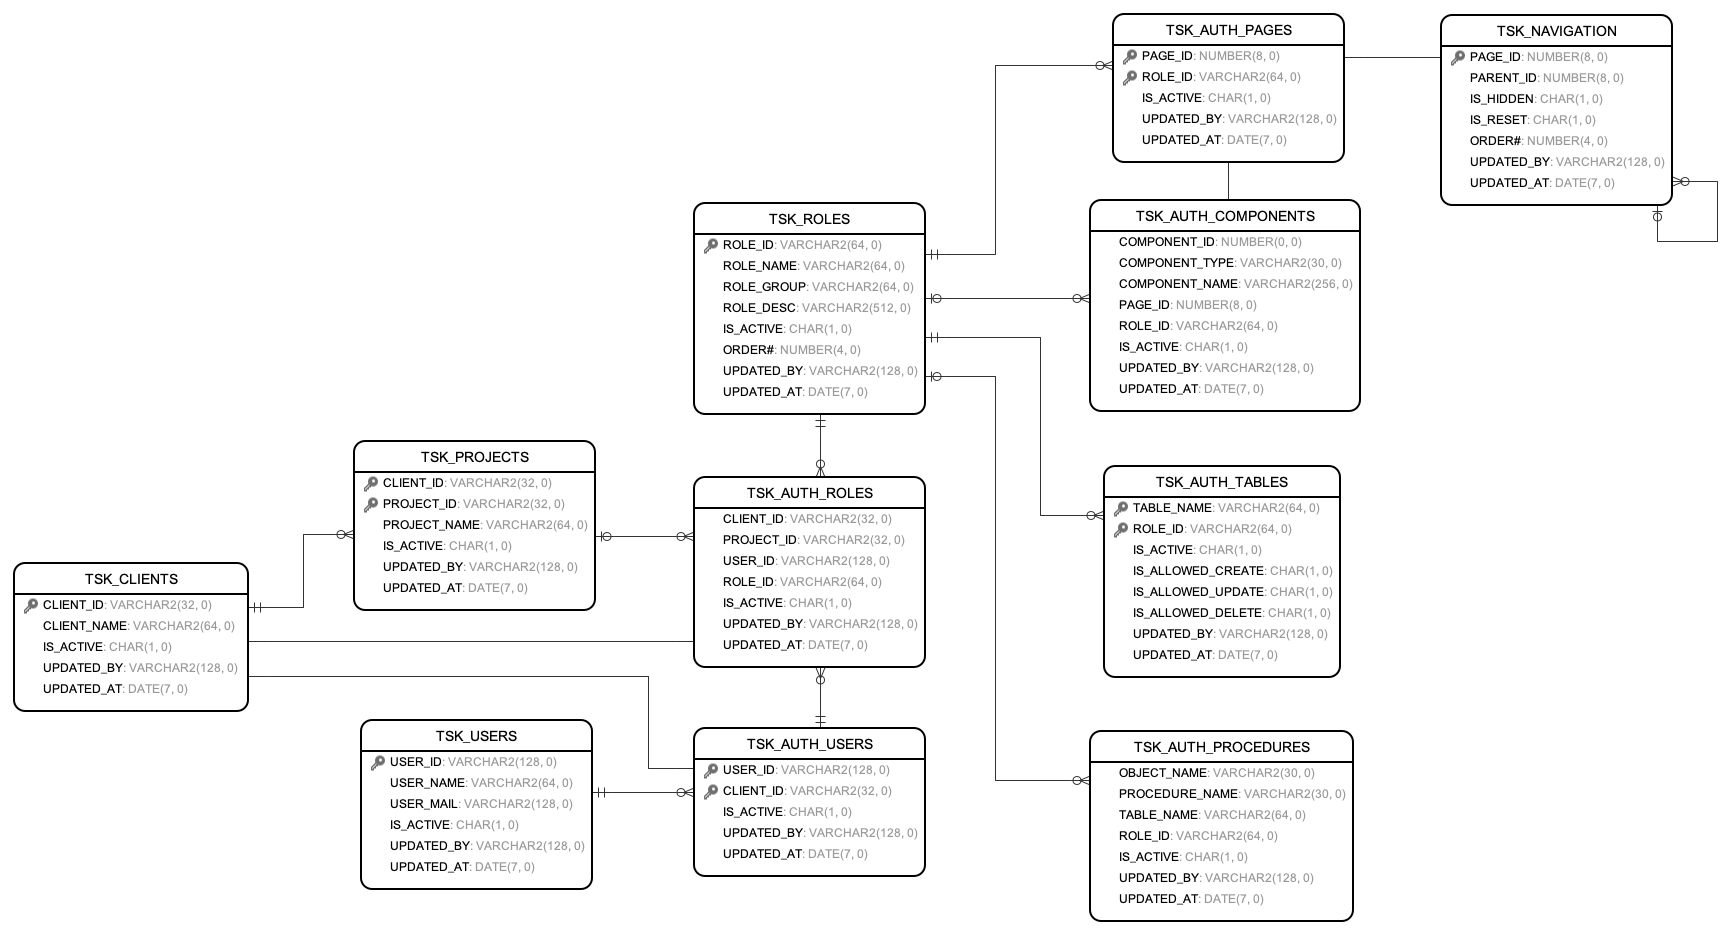 TSK_AUTH_PAGES
PAGE_ID: NUMBER(8, 0)
ROLE_ID: VARCHAR2(64, 0)
IS_ACTIVE: CHAR(1, 0)
UPDATED_BY: VARCHAR2(128, 0)
UPDATED_AT: DATE(7, 0)
TSK_NAVIGATION
PAGE_ID: NUMBER(8, 0)
PARENT_ID: NUMBER(8, 0)
IS_HIDDEN: CHAR(1, 0)
IS_RESET: CHAR(1, 0)
ORDER#: NUMBER(4, 0)
UPDATED_BY: VARCHAR2(128, 0)
UPDATED_AT: DATE(7, 0)
TSK_ROLES
ROLE_ID: VARCHAR2(64, 0)
ROLE_NAME: VARCHAR2(64, 0)
ROLE_GROUP: VARCHAR2(64, 0)
ROLE_DESC: VARCHAR2(512, 0)
IS_ACTIVE: CHAR(1, 0)
ORDER#: NUMBER(4, 0)
UPDATED_BY: VARCHAR2(128, 0)
UPDATED_AT: DATE(7, 0)
TSK_AUTH_COMPONENTS
COMPONENT_ID: NUMBER(0, 0)
COMPONENT_TYPE: VARCHAR2(30, 0)
COMPONENT_NAME: VARCHAR2(256, 0)
PAGE_ID: NUMBER(8, 0)
ROLE_ID: VARCHAR2(64, 0)
IS_ACTIVE: CHAR(1, 0)
UPDATED_BY: VARCHAR2(128, 0)
UPDATED_AT: DATE(7, 0)
TSK_PROJECTS
CLIENT_ID: VARCHAR2(32, 0)
PROJECT_ID: VARCHAR2(32, 0)
PROJECT_NAME: VARCHAR2(64, 0)
IS_ACTIVE: CHAR(1, 0)
UPDATED_BY: VARCHAR2(128, 0)
UPDATED_AT: DATE(7, 0)
TSK_AUTH_ROLES
CLIENT_ID: VARCHAR2(32, 0)
PROJECT_ID: VARCHAR2(32, 0)
USER_ID: VARCHAR2(128, 0)
ROLE_ID: VARCHAR2(64, 0)
IS_ACTIVE: CHAR(1, 0)
UPDATED_BY: VARCHAR2(128, 0)
UPDATED_AT: DATE(7, 0)
TSK_AUTH_TABLES
TABLE_NAME: VARCHAR2(64, 0)
ROLE_ID: VARCHAR2(64, 0)
IS_ACTIVE: CHAR(1, 0)
IS_ALLOWED_CREATE: CHAR(1, 0)
IS_ALLOWED_UPDATE: CHAR(1, 0)
IS_ALLOWED_DELETE: CHAR(1, 0)
UPDATED_BY: VARCHAR2(128, 0)
UPDATED_AT: DATE(7, 0)
TSK_CLIENTS
CLIENT_ID: VARCHAR2(32, 0)
CLIENT_NAME: VARCHAR2(64, 0)
IS_ACTIVE: CHAR(1, 0)
UPDATED_BY: VARCHAR2(128, 0)
UPDATED_AT: DATE(7, 0)
TSK_USERS
USER_ID: VARCHAR2(128, 0)
USER_NAME: VARCHAR2(64, 0)
USER_MAIL: VARCHAR2(128, 0)
IS_ACTIVE: CHAR(1, 0)
UPDATED_BY: VARCHAR2(128, 0)
UPDATED_AT: DATE(7, 0)
TSK_AUTH_USERS
USER_ID: VARCHAR2(128, 0)
CLIENT_ID: VARCHAR2(32, 0)
IS_ACTIVE: CHAR(1, 0)
UPDATED_BY: VARCHAR2(128, 0)
UPDATED_AT: DATE(7, 0)
TSK_AUTH_PROCEDURES
OBJECT_NAME: VARCHAR2(30, 0)
PROCEDURE_NAME: VARCHAR2(30, 0)
TABLE_NAME: VARCHAR2(64, 0)
ROLE_ID: VARCHAR2(64, 0)
IS_ACTIVE: CHAR(1, 0)
UPDATED_BY: VARCHAR2(128, 0)
UPDATED_AT: DATE(7, 0)